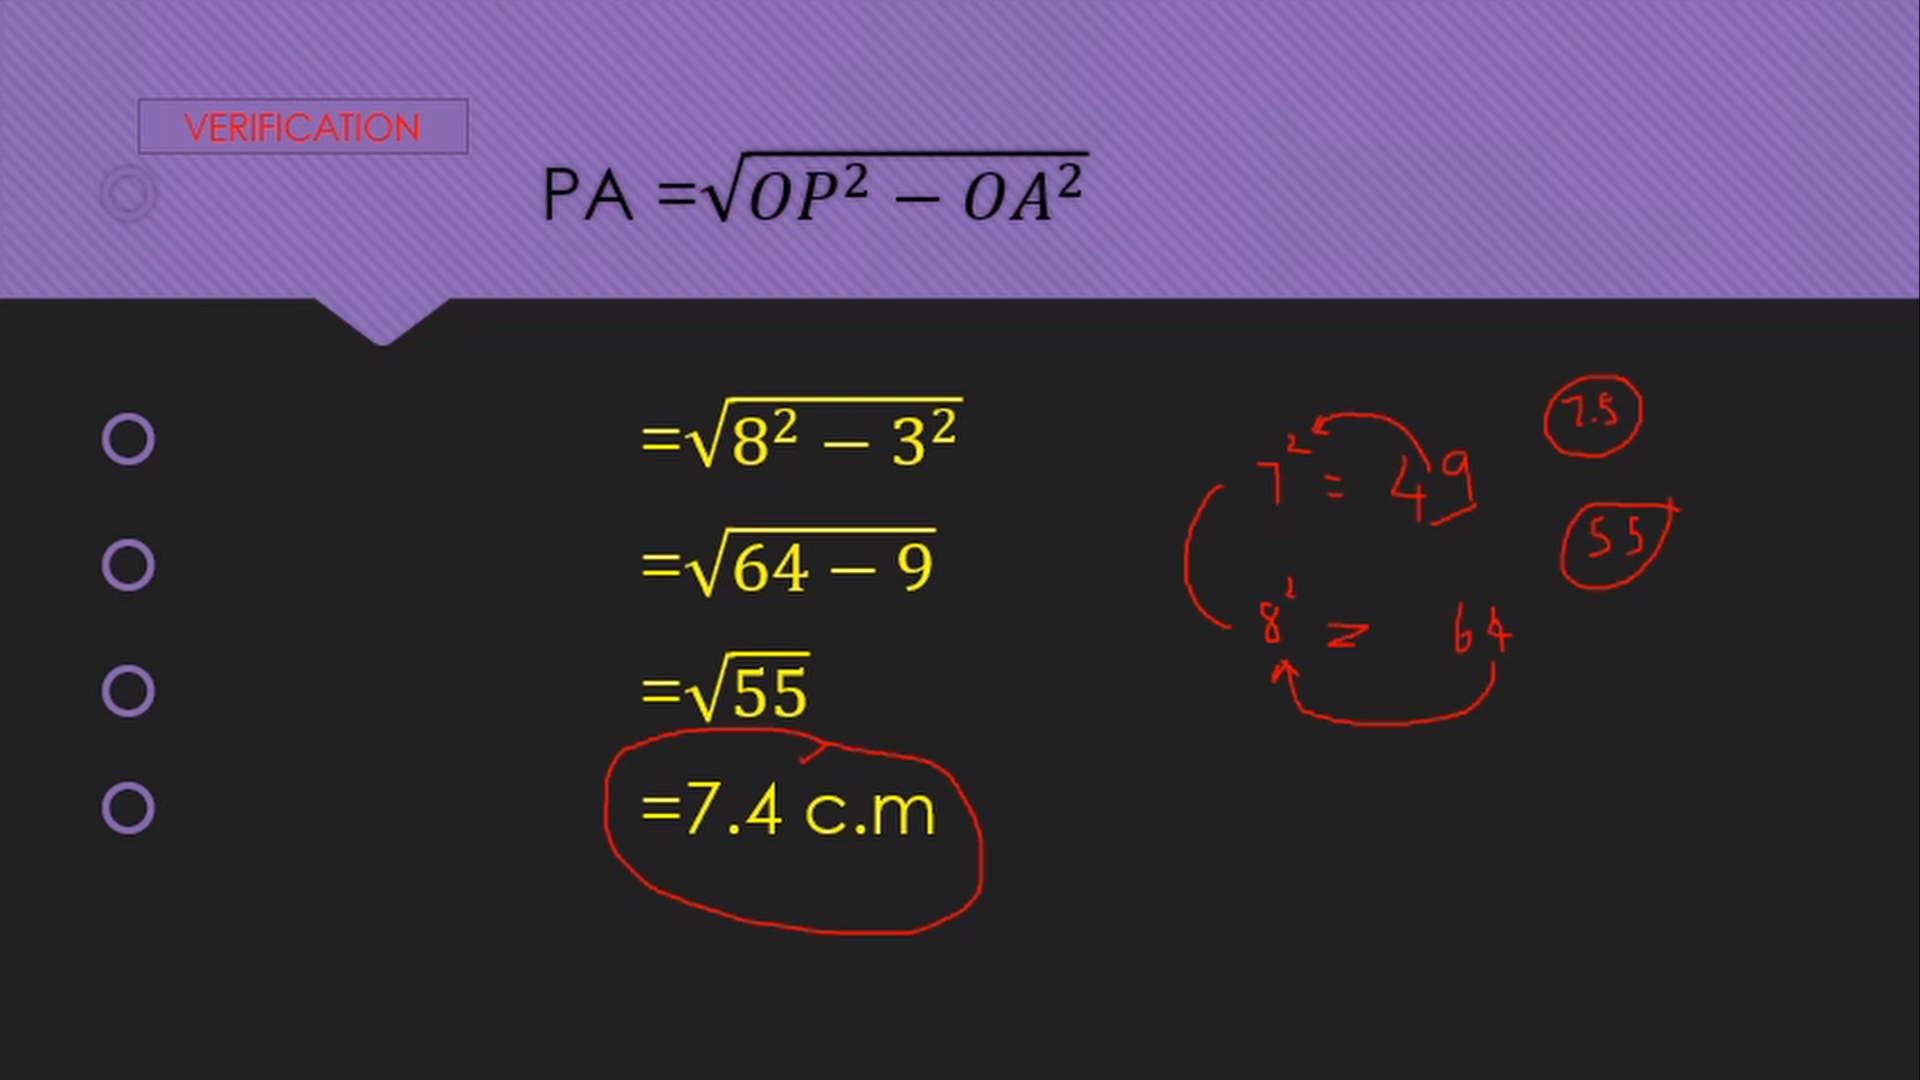 VERIFICATION
PA =√OP² − OA²
=√8² − 3²
=√64 − 9
=√55
=7.4 c.m
7.5
7² = 49
55
8² = 64